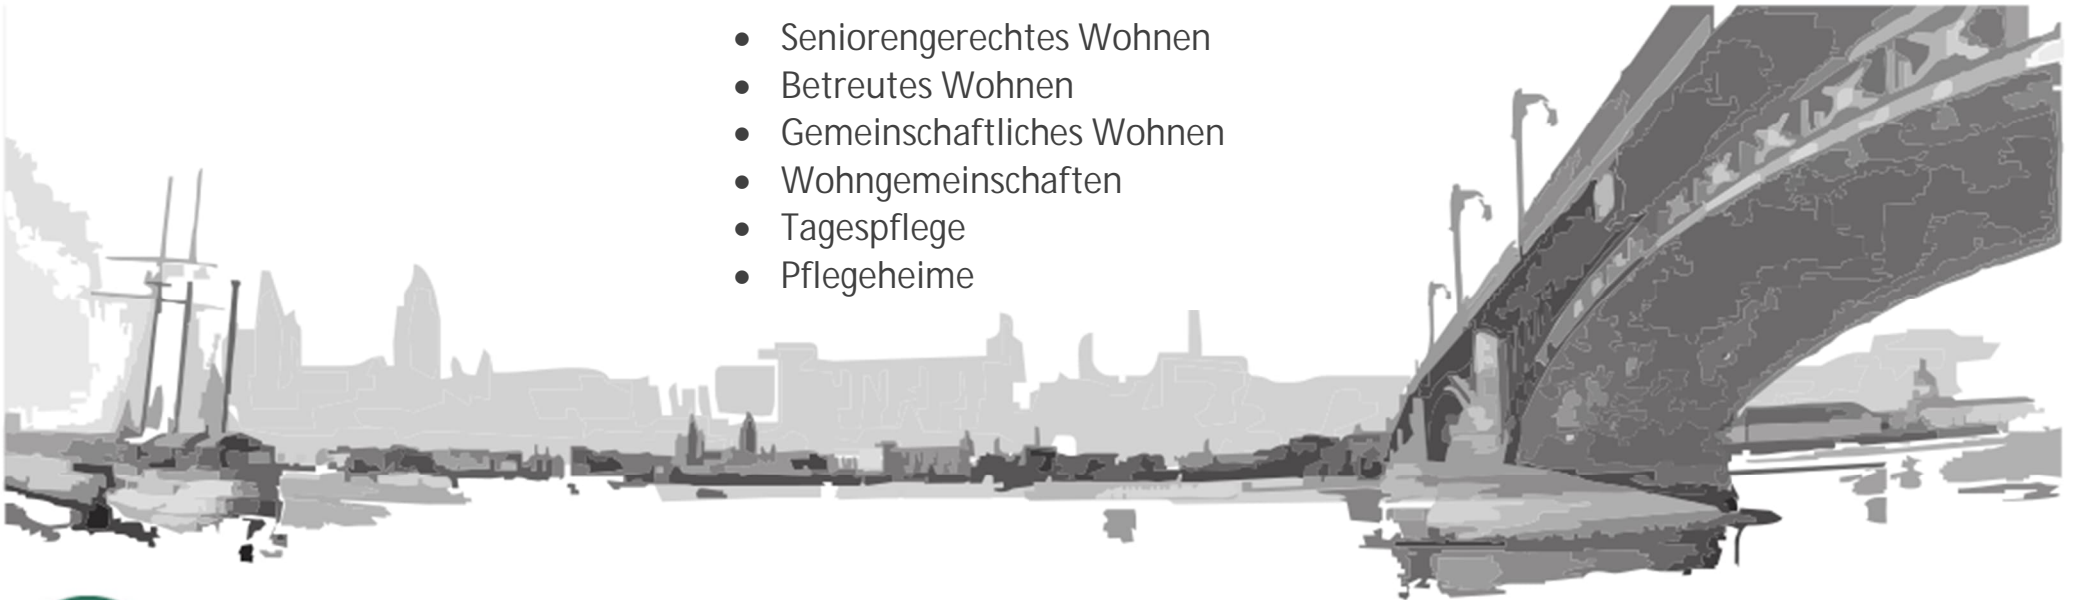 • Seniorengerechtes Wohnen
• Betreutes Wohnen
• Gemeinschaftliches Wohnen
• Wohngemeinschaften
• Tagespflege
• Pflegeheime